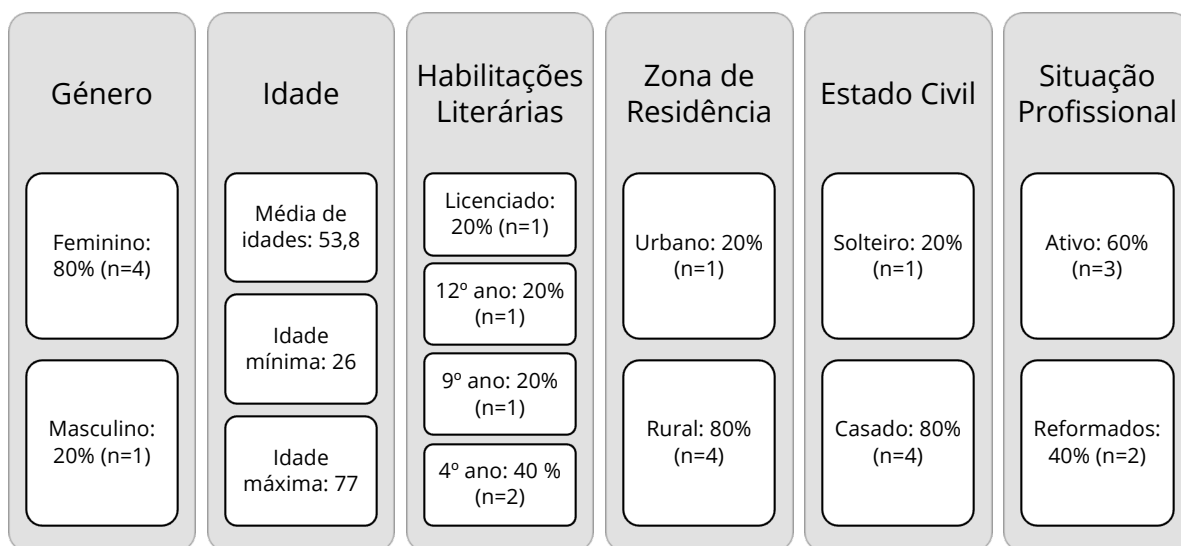 Género
Feminino:
80% (n=4)
Masculino:
20% (n=1)
Idade
Média de
idades: 53,8
Idade
mínima: 26
Idade
máxima: 77
Habilitações
Literárias
Licenciado:
20% (n=1)
12º ano: 20%
(n=1)
9º ano: 20%
(n=1)
4º ano: 40 %
(n=2)
Zona de
Residência
Urbano: 20%
(n=1)
Rural: 80%
(n=4)
Estado Civil
Solteiro: 20%
(n=1)
Casado: 80%
(n=4)
Situação
Profissional
Ativo: 60%
(n=3)
Reformados:
40% (n=2)